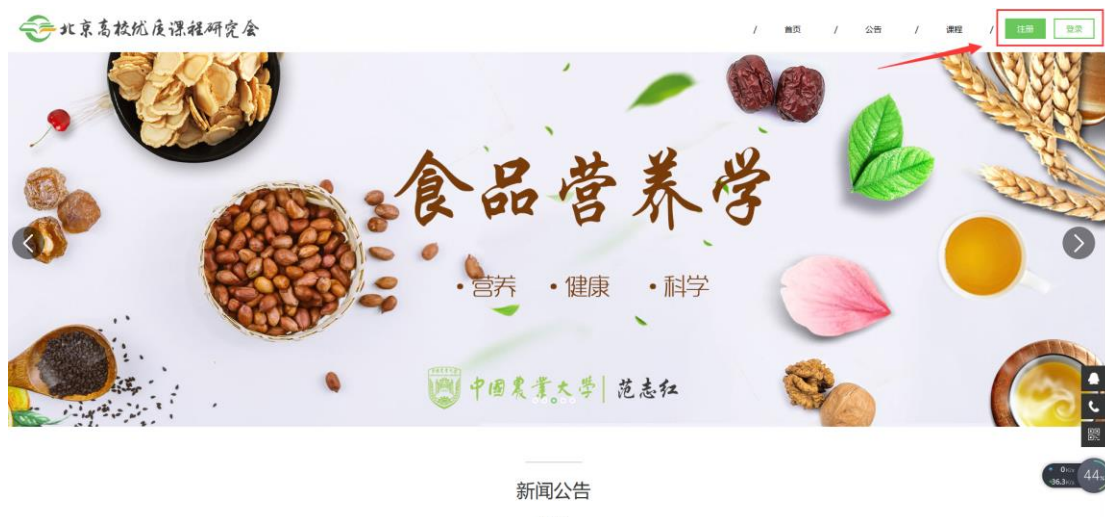 北京高校优质课程研究会
/ 首页 / 公告 / 课程 / 注册 登录
食品营养学
•营养 •健康 •科学
中国农业大学 | 范志红
新闻公告
44%